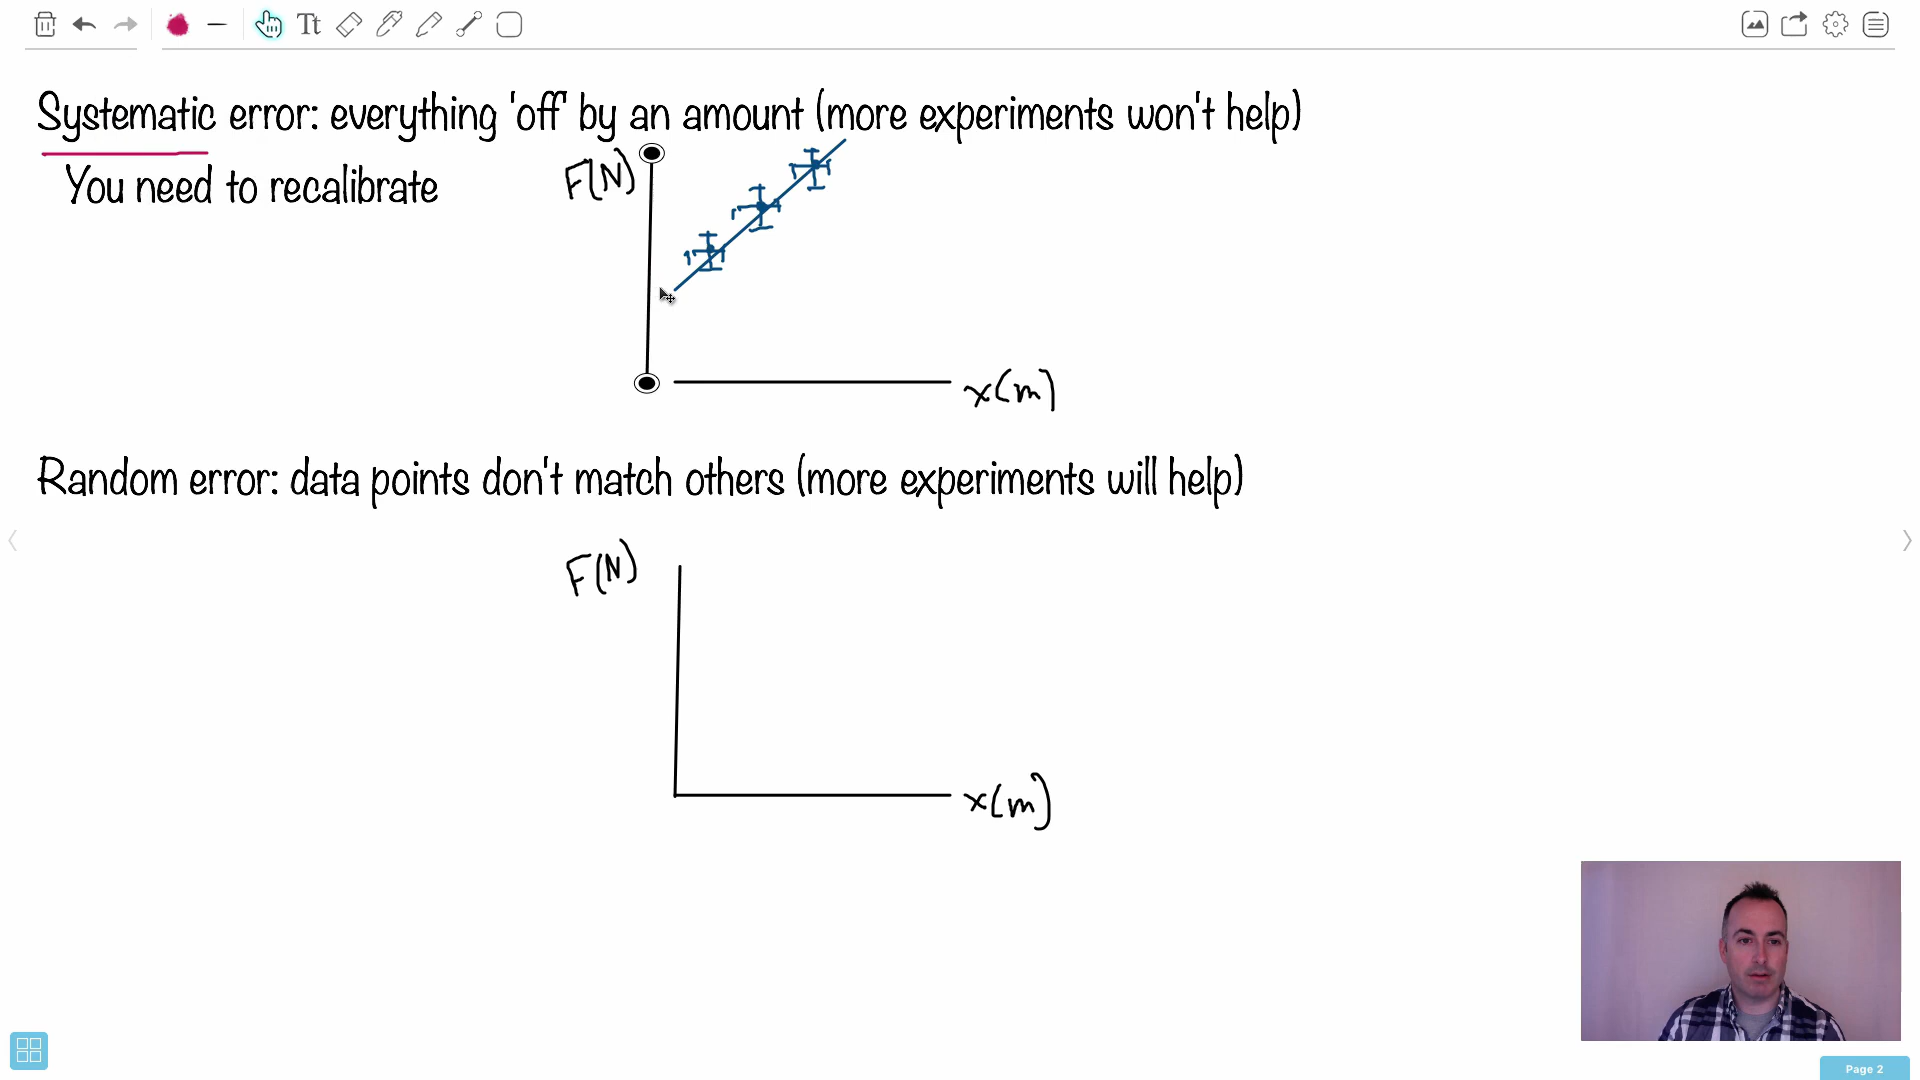 Tt
Systematic error: everything 'off' by an amount (more experiments won't help)
You need to recalibrate
F(N)
x(m)
Random error: data points don't match others (more experiments will help)
F(N)
x(m)
Page 2